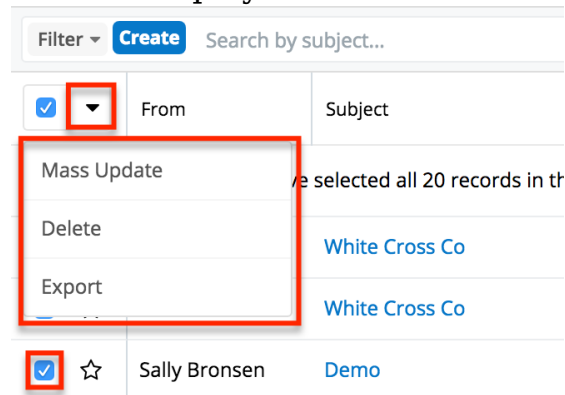 Filter Create Search by subject...
From Subject
Mass Update
selected all 20 records in
Delete
White Cross Co
Export
White Cross Co
Sally Bronsen Demo